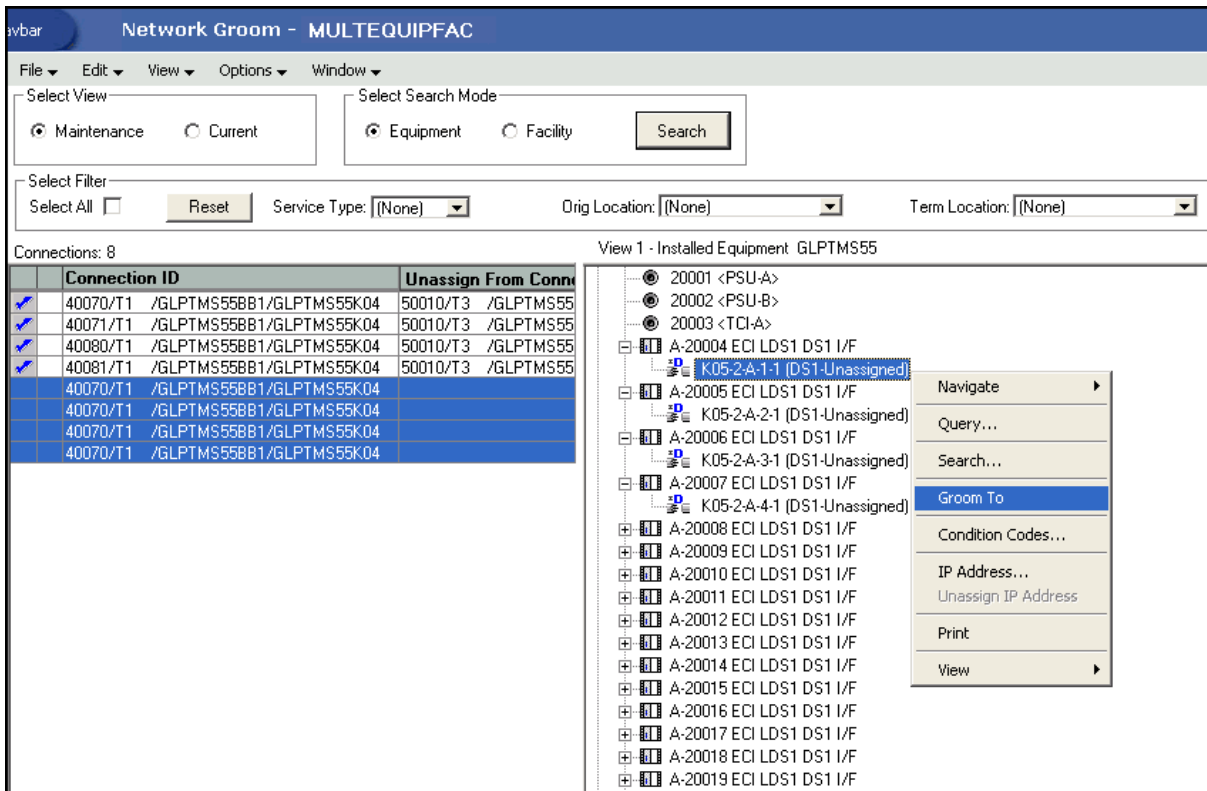 avbar Network Groom - MULTEQUIPFAC
File Edit View Options Window
Select View Select Search Mode
Maintenance Current Equipment Facility Search
Select Filter
Select All Reset Service Type: (None) Orig Location: (None) Term Location: (None)
Connections: 8
Connection ID Unassign From Conne
40070/T1 /GLPTMS55BB1/GLPTMS55K04 50010/T3 /GLPTMS55
40071/T1 /GLPTMS55BB1/GLPTMS55K04 50010/T3 /GLPTMS55
40080/T1 /GLPTMS55BB1/GLPTMS55K04 50010/T3 /GLPTMS55
40081/T1 /GLPTMS55BB1/GLPTMS55K04 50010/T3 /GLPTMS55
40070/T1 /GLPTMS55BB1/GLPTMS55K04
40070/T1 /GLPTMS55BB1/GLPTMS55K04
40070/T1 /GLPTMS55BB1/GLPTMS55K04
40070/T1 /GLPTMS55BB1/GLPTMS55K04
View 1 - Installed Equipment GLPTMS55
20001 <PSU-A>
20002 <PSU-B>
20003 <TCI-A>
A-20004 ECI LDS1 DS1 I/F
K05-2-A-1-1 (DS1-Unassigned)
A-20005 ECI LDS1 DS1 I/F
K05-2-A-2-1 (DS1-Unassigned)
A-20006 ECI LDS1 DS1 I/F
K05-2-A-3-1 (DS1-Unassigned)
A-20007 ECI LDS1 DS1 I/F
K05-2-A-4-1 (DS1-Unassigned)
A-20008 ECI LDS1 DS1 I/F
A-20009 ECI LDS1 DS1 I/F
A-20010 ECI LDS1 DS1 I/F
A-20011 ECI LDS1 DS1 I/F
A-20012 ECI LDS1 DS1 I/F
A-20013 ECI LDS1 DS1 I/F
A-20014 ECI LDS1 DS1 I/F
A-20015 ECI LDS1 DS1 I/F
A-20016 ECI LDS1 DS1 I/F
A-20017 ECI LDS1 DS1 I/F
A-20018 ECI LDS1 DS1 I/F
A-20019 ECI LDS1 DS1 I/F
Navigate
Query...
Search...
Groom To
Condition Codes...
IP Address...
Unassign IP Address
Print
View